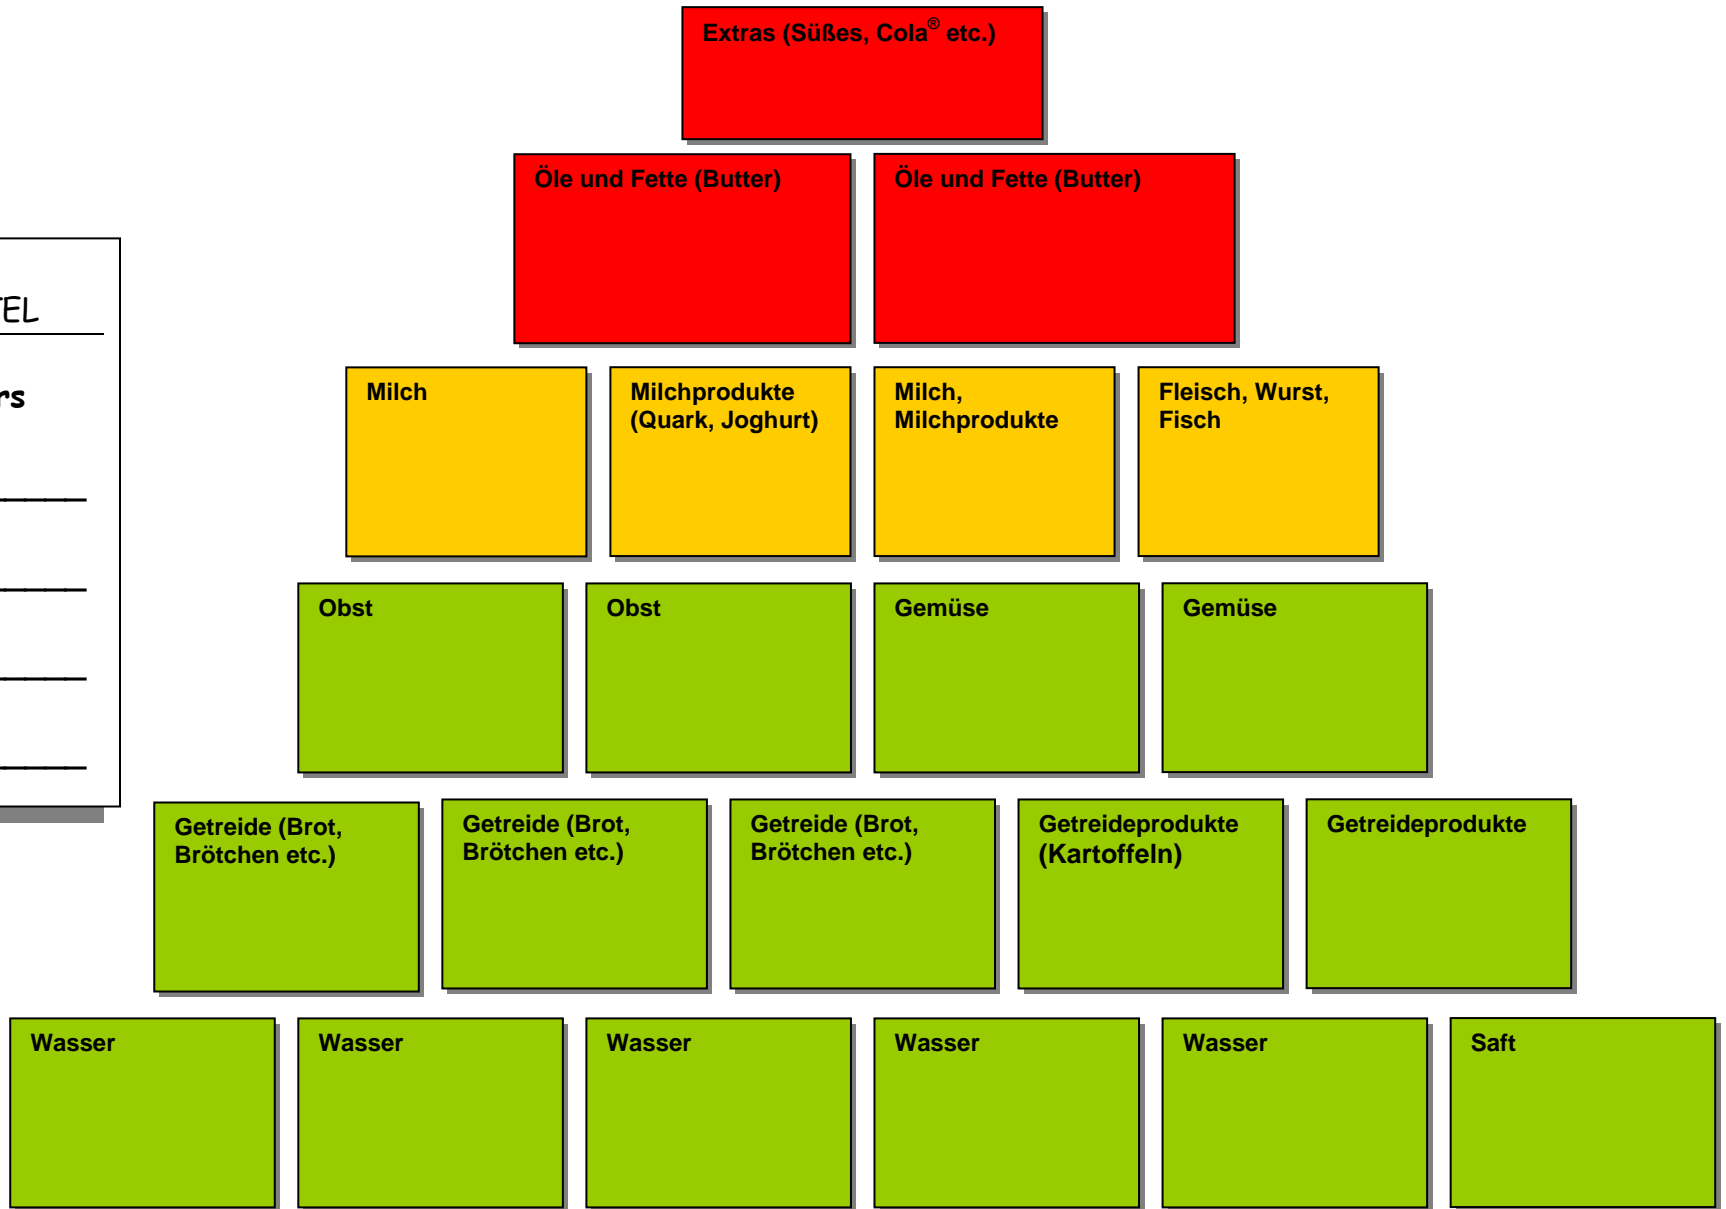 Extras (Süßes, Cola® etc.)
Öle und Fette (Butter)
Öle und Fette (Butter)
Milch
Milchprodukte
(Quark, Joghurt)
Milch,
Milchprodukte
Fleisch, Wurst,
Fisch
Obst
Obst
Gemüse
Gemüse
Getreide (Brot,
Brötchen etc.)
Getreide (Brot,
Brötchen etc.)
Getreide (Brot,
Brötchen etc.)
Getreideprodukte
(Kartoffeln)
Getreideprodukte
Wasser
Wasser
Wasser
Wasser
Wasser
Saft